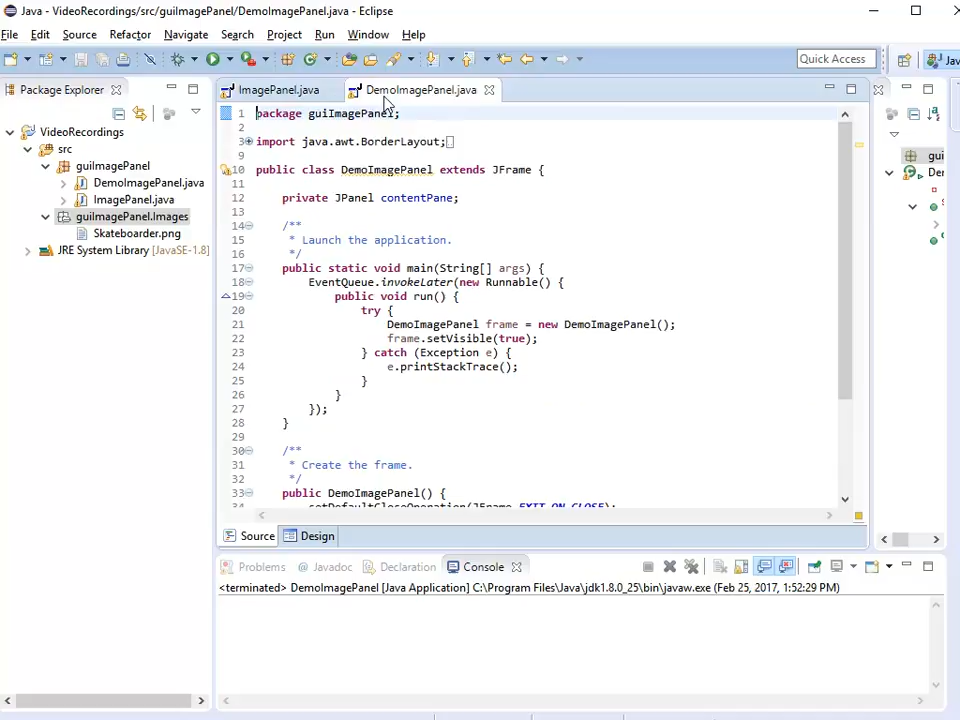 Java - VideoRecordings/src/guiImagePanel/DemoImagePanel.java - Eclipse
File Edit Source Refactor Navigate Search Project Run Window Help
Quick Access
Jav
Package Explorer
ImagePanel.java
DemoImagePanel.java
VideoRecordings
src
guiImagePanel
DemoImagePanel.java
ImagePanel.java
guiImagePanel.Images
Skateboarder.png
JRE System Library [JavaSE-1.8]
1 package guiImagePanel;
2
3 import java.awt.BorderLayout;
9
10 public class DemoImagePanel extends JFrame {
11
12 private JPanel contentPane;
13
14 /**
15 * Launch the application.
16 */
17 public static void main(String[] args) {
18 EventQueue.invokeLater(new Runnable() {
19 public void run() {
20 try {
21 DemoImagePanel frame = new DemoImagePanel();
22 frame.setVisible(true);
23 } catch (Exception e) {
24 e.printStackTrace();
25 }
26 }
27 });
28 }
29
30 /**
31 * Create the frame.
32 */
33 public DemoImagePanel() {
34 setDefaultCloseOperation(JFrame.EXIT_ON_CLOSE);
gui
Der
Source Design
Problems @ Javadoc Declaration Console
<terminated> DemoImagePanel [Java Application] C:\Program Files\Java\jdk1.8.0_25\bin\javaw.exe (Feb 25, 2017, 1:52:29 PM)